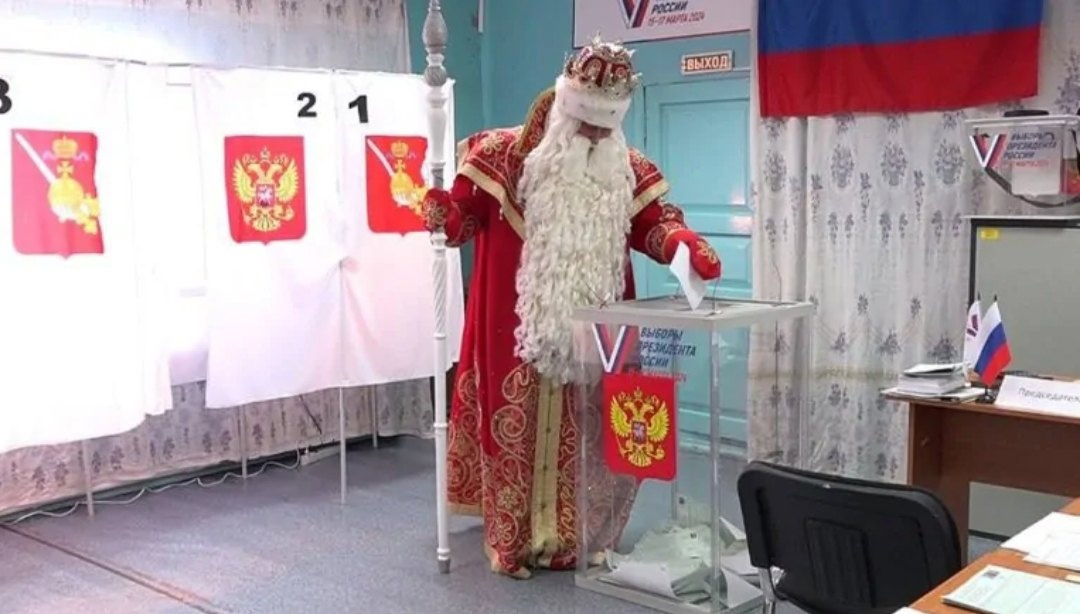 РОССИИ
15-17 МАРТА 2024
ВЫХОД
3
2
1
ВЫБОРЫ
ПРЕЗИДЕНТА
РОССИИ
ВЫБОРЫ
ПРЕЗИДЕНТА
РОССИИ
Председатель